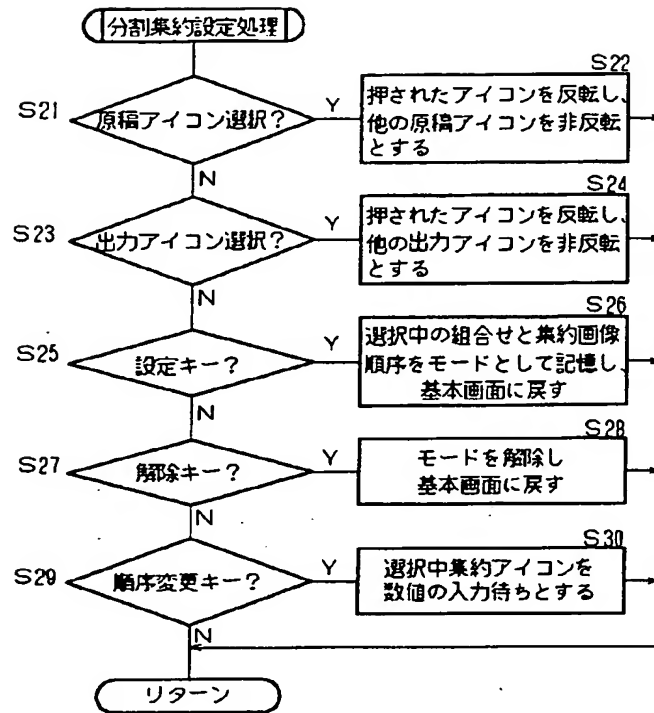 分割集約設定処理
S22
S21
原稿アイコン選択?
Y
押されたアイコンを反転し、
他の原稿アイコンを非反転
とする
N
S24
S23
出力アイコン選択?
Y
押されたアイコンを反転し、
他の出力アイコンを非反転
とする
N
S26
S25
設定キー?
Y
選択中の組合せと集約画像
順序をモードとして記憶し、
基本画面に戻す
N
S28
S27
解除キー?
Y
モードを解除し
基本画面に戻す
N
S30
S29
順序変更キー?
Y
選択中集約アイコンを
数値の入力待ちとする
N
リターン